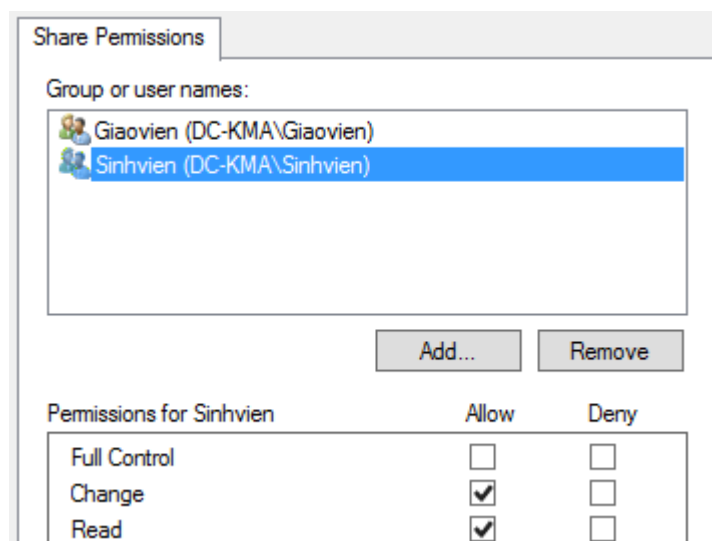 Share Permissions
Group or user names:
Giaovien (DC-KMA\Giaovien)
Sinhvien (DC-KMA\Sinhvien)
Add... Remove
Permissions for Sinhvien Allow Deny
Full Control
Change
Read